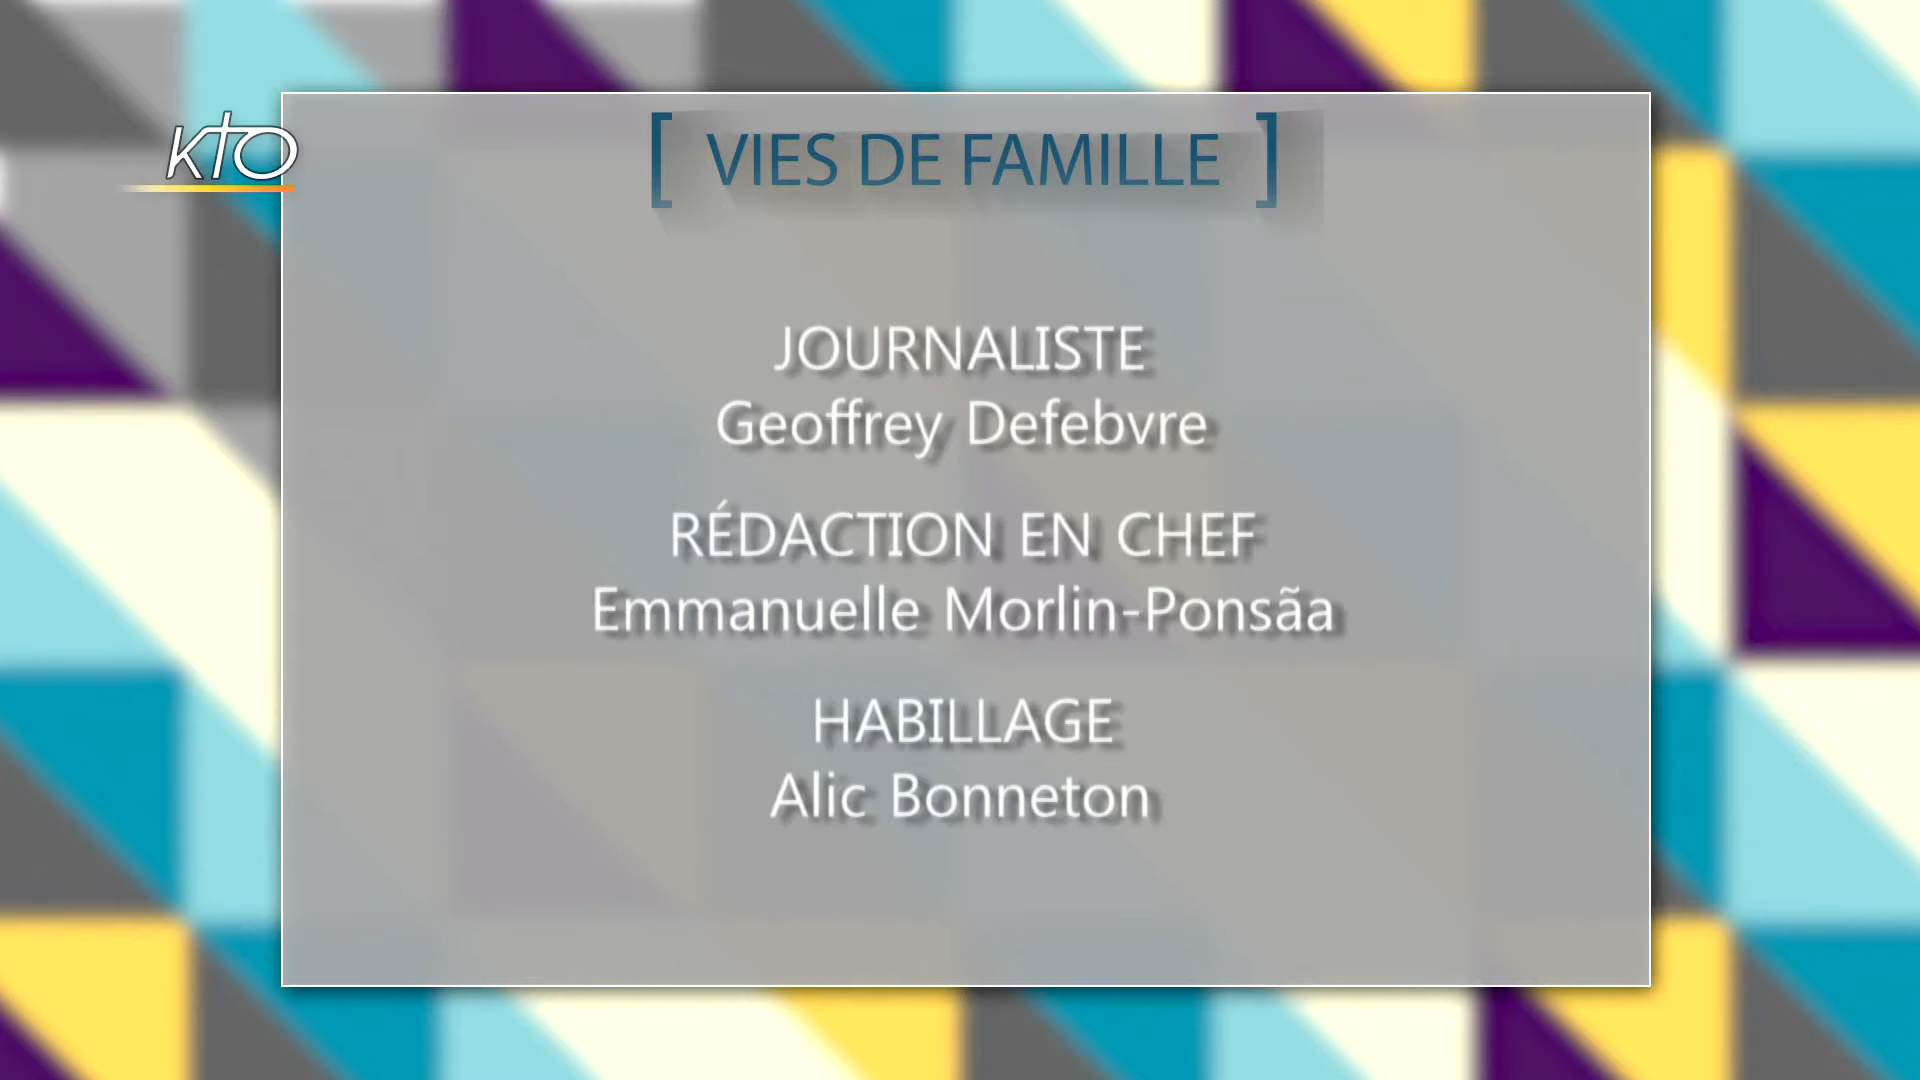 KTO
[ VIES DE FAMILLE ]
JOURNALISTE
Geoffrey Defebvre
RÉDACTION EN CHEF
Emmanuelle Morlin-Ponsãa
HABILLAGE
Alic Bonneton